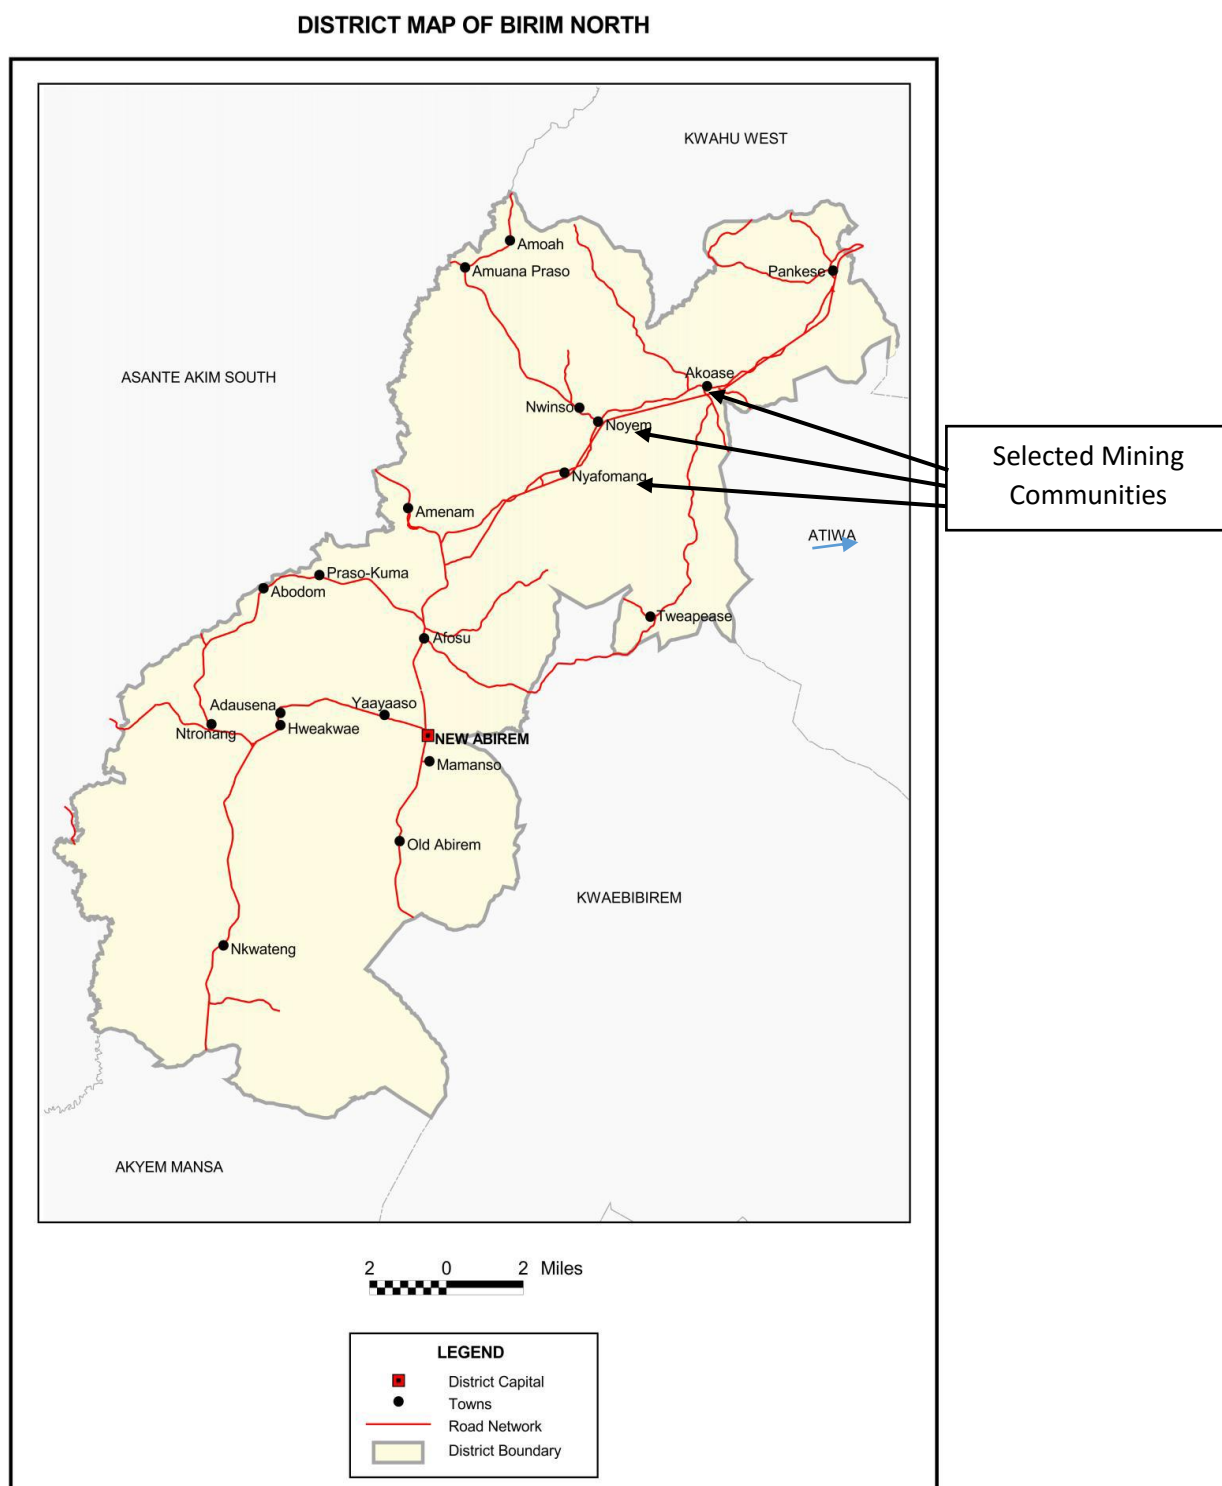 DISTRICT MAP OF BIRIM NORTH
KWAHU WEST
Amoah
Amuana Praso
Pankese
ASANTE AKIM SOUTH
Akoase
Nwinso
Noyem
Selected Mining
Communities
Nyafomang
Amenam
ATIWA
Praso-Kuma
Abodom
Tweapease
Afosu
Adausena
Yaayaaso
Ntronang
Hweakwae
NEW ABIREM
Mamanso
Old Abirem
KWAEBIBIREM
Nkwateng
AKYEM MANSA
2 0 2 Miles
LEGEND
District Capital
Towns
Road Network
District Boundary